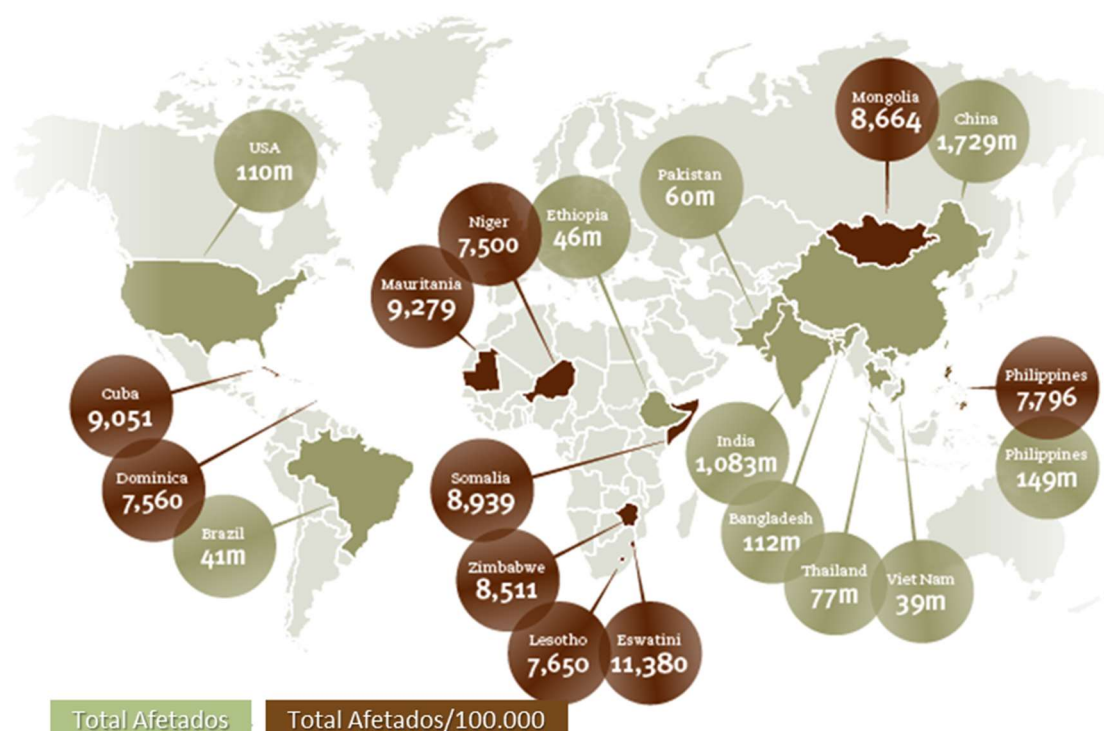 USA
110m
Mongolia
8,664
China
1,729m
Pakistan
60m
Niger
7,500
Ethiopia
46m
Mauritania
9,279
Cuba
9,051
Dominica
7,560
Brazil
41m
Somalia
8,939
Zimbabwe
8,511
Lesotho
7,650
Eswatini
11,380
India
1,083m
Bangladesh
112m
Thailand
77m
Viet Nam
39m
Philippines
7,796
Philippines
149m
Total Afetados
Total Afetados/100.000